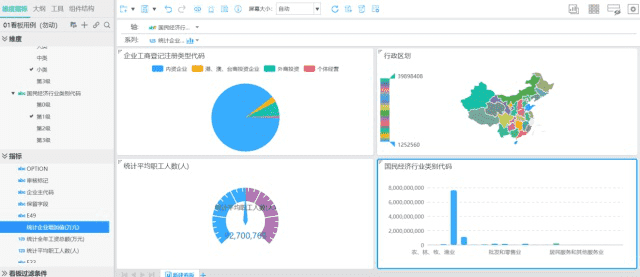 维度指标 大纲 工具 组件结构
屏幕大小: 自动
01看板用例 (勿动)
轴: 国民经济行...
系列: 统计企业...
维度
大类
中类
小类
第3级
国民经济行业类别代码
第0级
第1级
第2级
第3级
指标
OPTION
审核标记
企业主代码
保留字段
E49
统计企业增加值(万元)
统计全年工资总额(万元)
E23
看板过滤条件
企业工商登记注册类型代码
内资企业 港、澳、台商投资企业 外商投资 个体经营
行政区划
39898408
1252560
统计平均职工人数(人)
统计平均职工人数(人)
92,700,765
国民经济行业类别代码
8,000,000,000
6,000,000,000
4,000,000,000
2,000,000,000
0
农、林、牧、渔业 批发和零售业 居民服务和其他服务业
新建看板